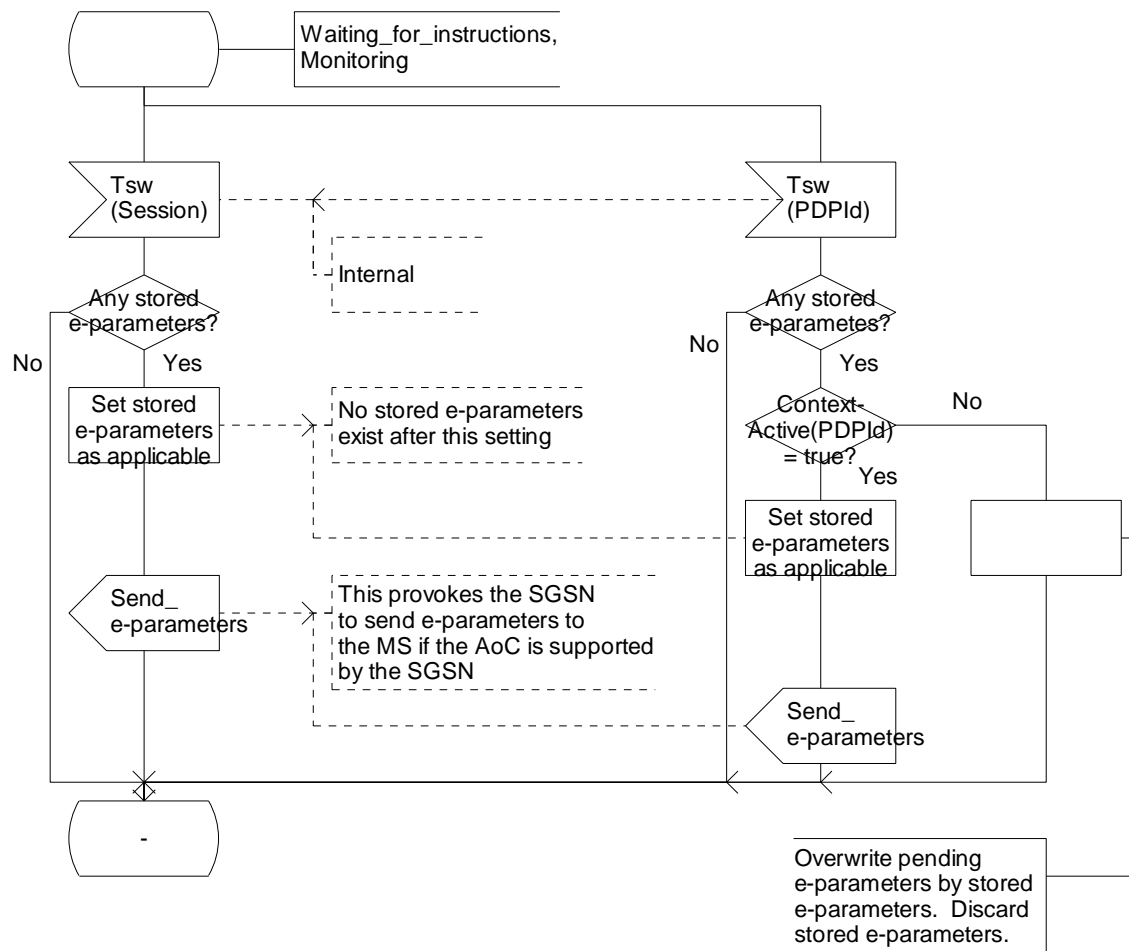 Waiting_for_instructions,
Monitoring
Tsw
(Session)
Tsw
(PDPId)
Internal
Any stored
e-parameters?
Any stored
e-parametes?
No
Yes
No
Yes
Set stored
e-parameters
as applicable
No stored e-parameters
exist after this setting
Context-
Active(PDPId)
= true?
No
Yes
Set stored
e-parameters
as applicable
Send_
e-parameters
This provokes the SGSN
to send e-parameters to
the MS if the AoC is supported
by the SGSN
Send_
e-parameters
-
Overwrite pending
e-parameters by stored
e-parameters. Discard
stored e-parameters.